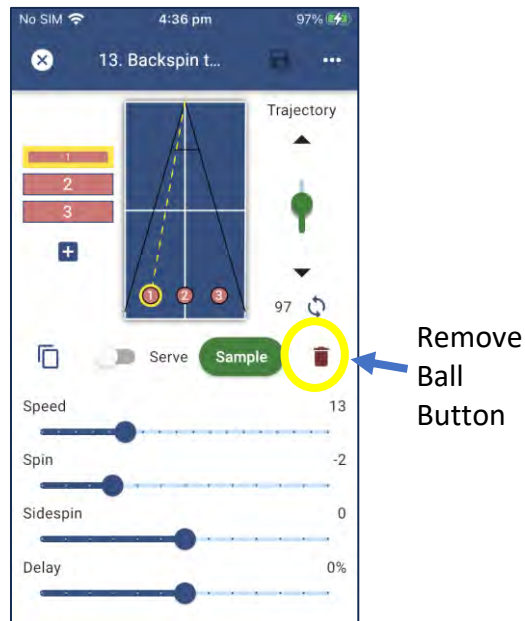 No SIM 4:36 pm 97%
13. Backspin t... ...
Trajectory
1
2
3
1 2 3
97
Serve Sample
Remove
Ball
Button
Speed 13
Spin -2
Sidespin 0
Delay 0%